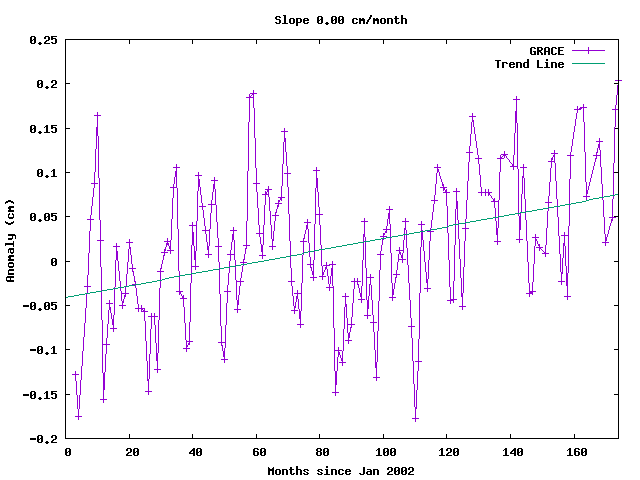 Slope 0.00 cm/month
GRACE
Trend Line
0.25
0.2
0.15
0.1
0.05
0
-0.05
-0.1
-0.15
-0.2
Anomaly (cm)
0 20 40 60 80 100 120 140 160
Months since Jan 2002